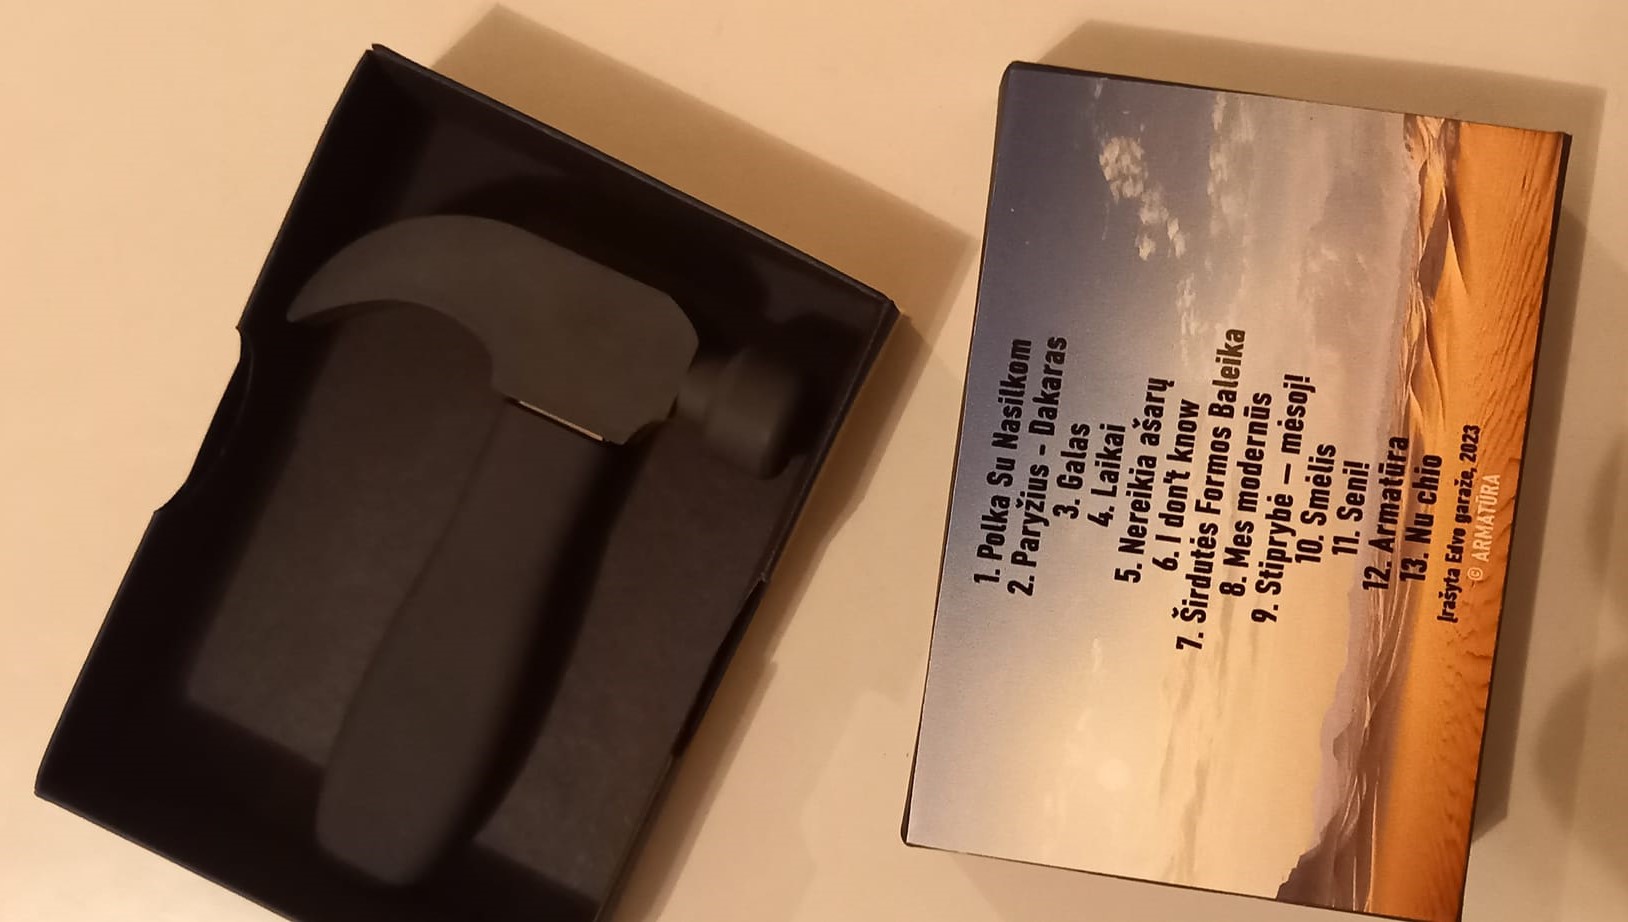 1. Polka Su Nasilkom
2. Paryžius - Dakaras
3. Galas
4. Laikai
5. Nereikia ašarų
6. I don't know
7. Širdutės Formos Baleika
8. Mes modernūs
9. Stiprybė – mėsoj!
10. Smėlis
11. Seni!
12. Armatūra
13. Nu chio
Įrašyta Edvo garaže, 2023
© ARMATŪRA